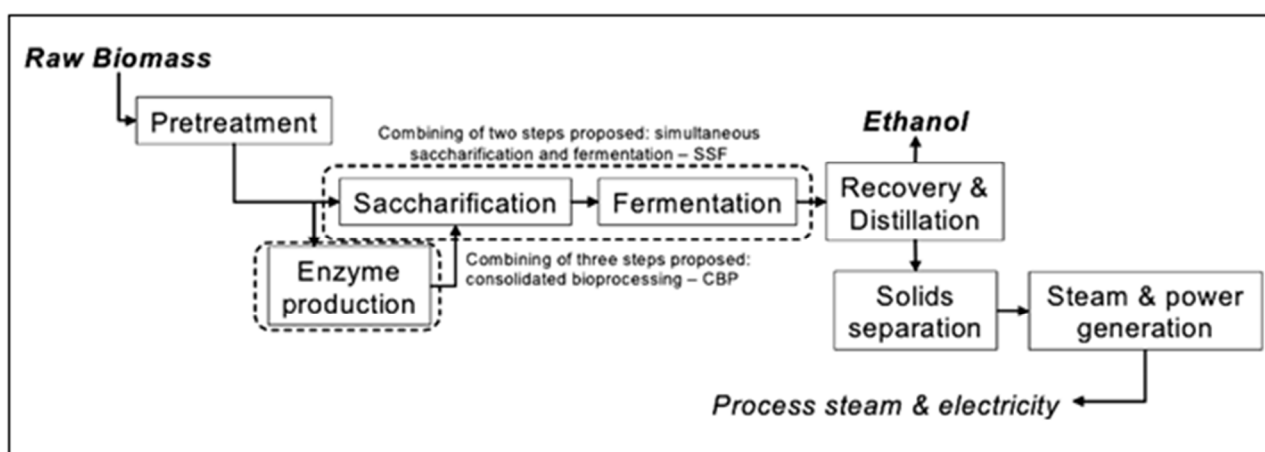 Raw Biomass
Pretreatment
Combining of two steps proposed: simultaneous
saccharification and fermentation – SSF
Ethanol
Saccharification
Fermentation
Recovery &
Distillation
Enzyme
production
Combining of three steps proposed:
consolidated bioprocessing – CBP
Solids
separation
Steam & power
generation
Process steam & electricity